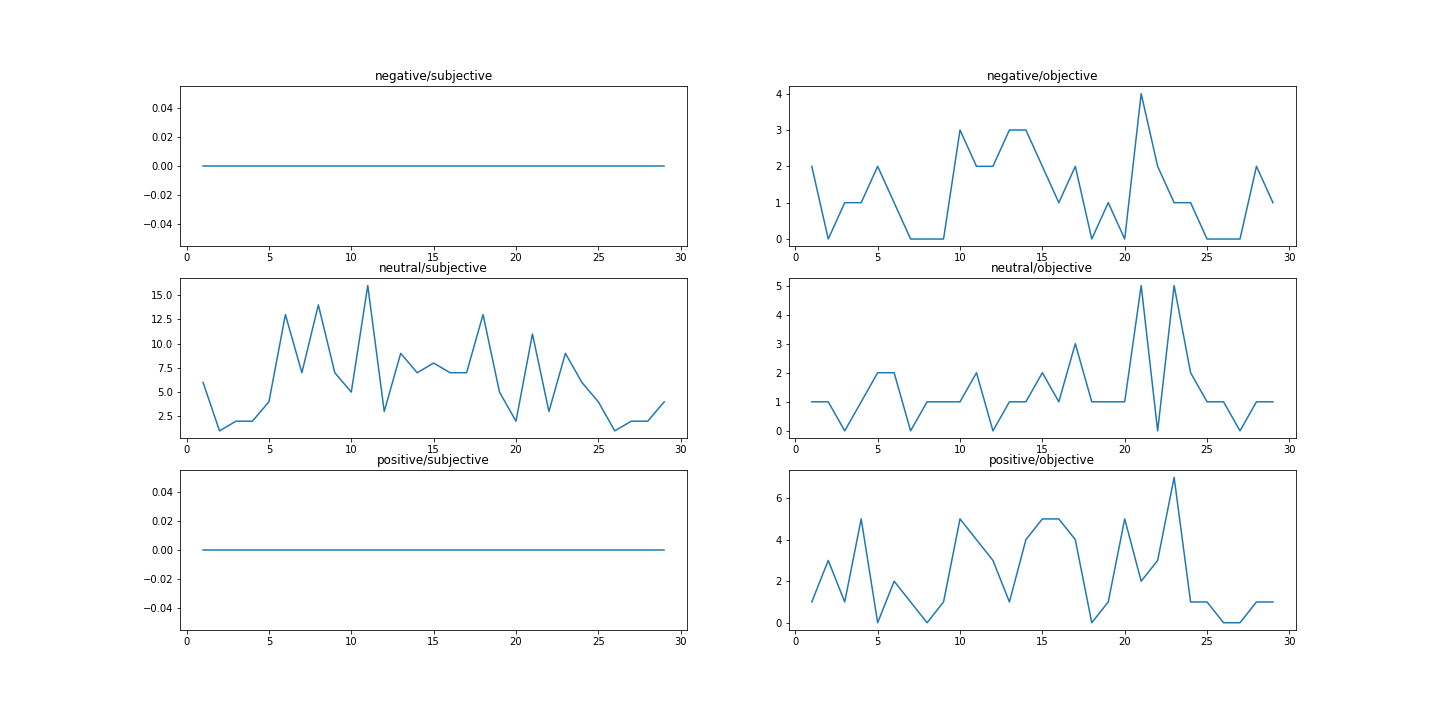 negative/subjective
0.04
0.02
0.00
−0.02
−0.04
0 5 10 15 20 25 30
negative/objective
4
3
2
1
0
0 5 10 15 20 25 30
neutral/subjective
15.0
12.5
10.0
7.5
5.0
2.5
0 5 10 15 20 25 30
neutral/objective
5
4
3
2
1
0
0 5 10 15 20 25 30
positive/subjective
0.04
0.02
0.00
−0.02
−0.04
0 5 10 15 20 25 30
positive/objective
6
4
2
0
0 5 10 15 20 25 30